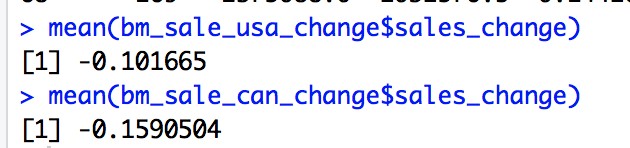 > mean(bm_sale_usa_change$sales_change)
[1] -0.101665
> mean(bm_sale_can_change$sales_change)
[1] -0.1590504